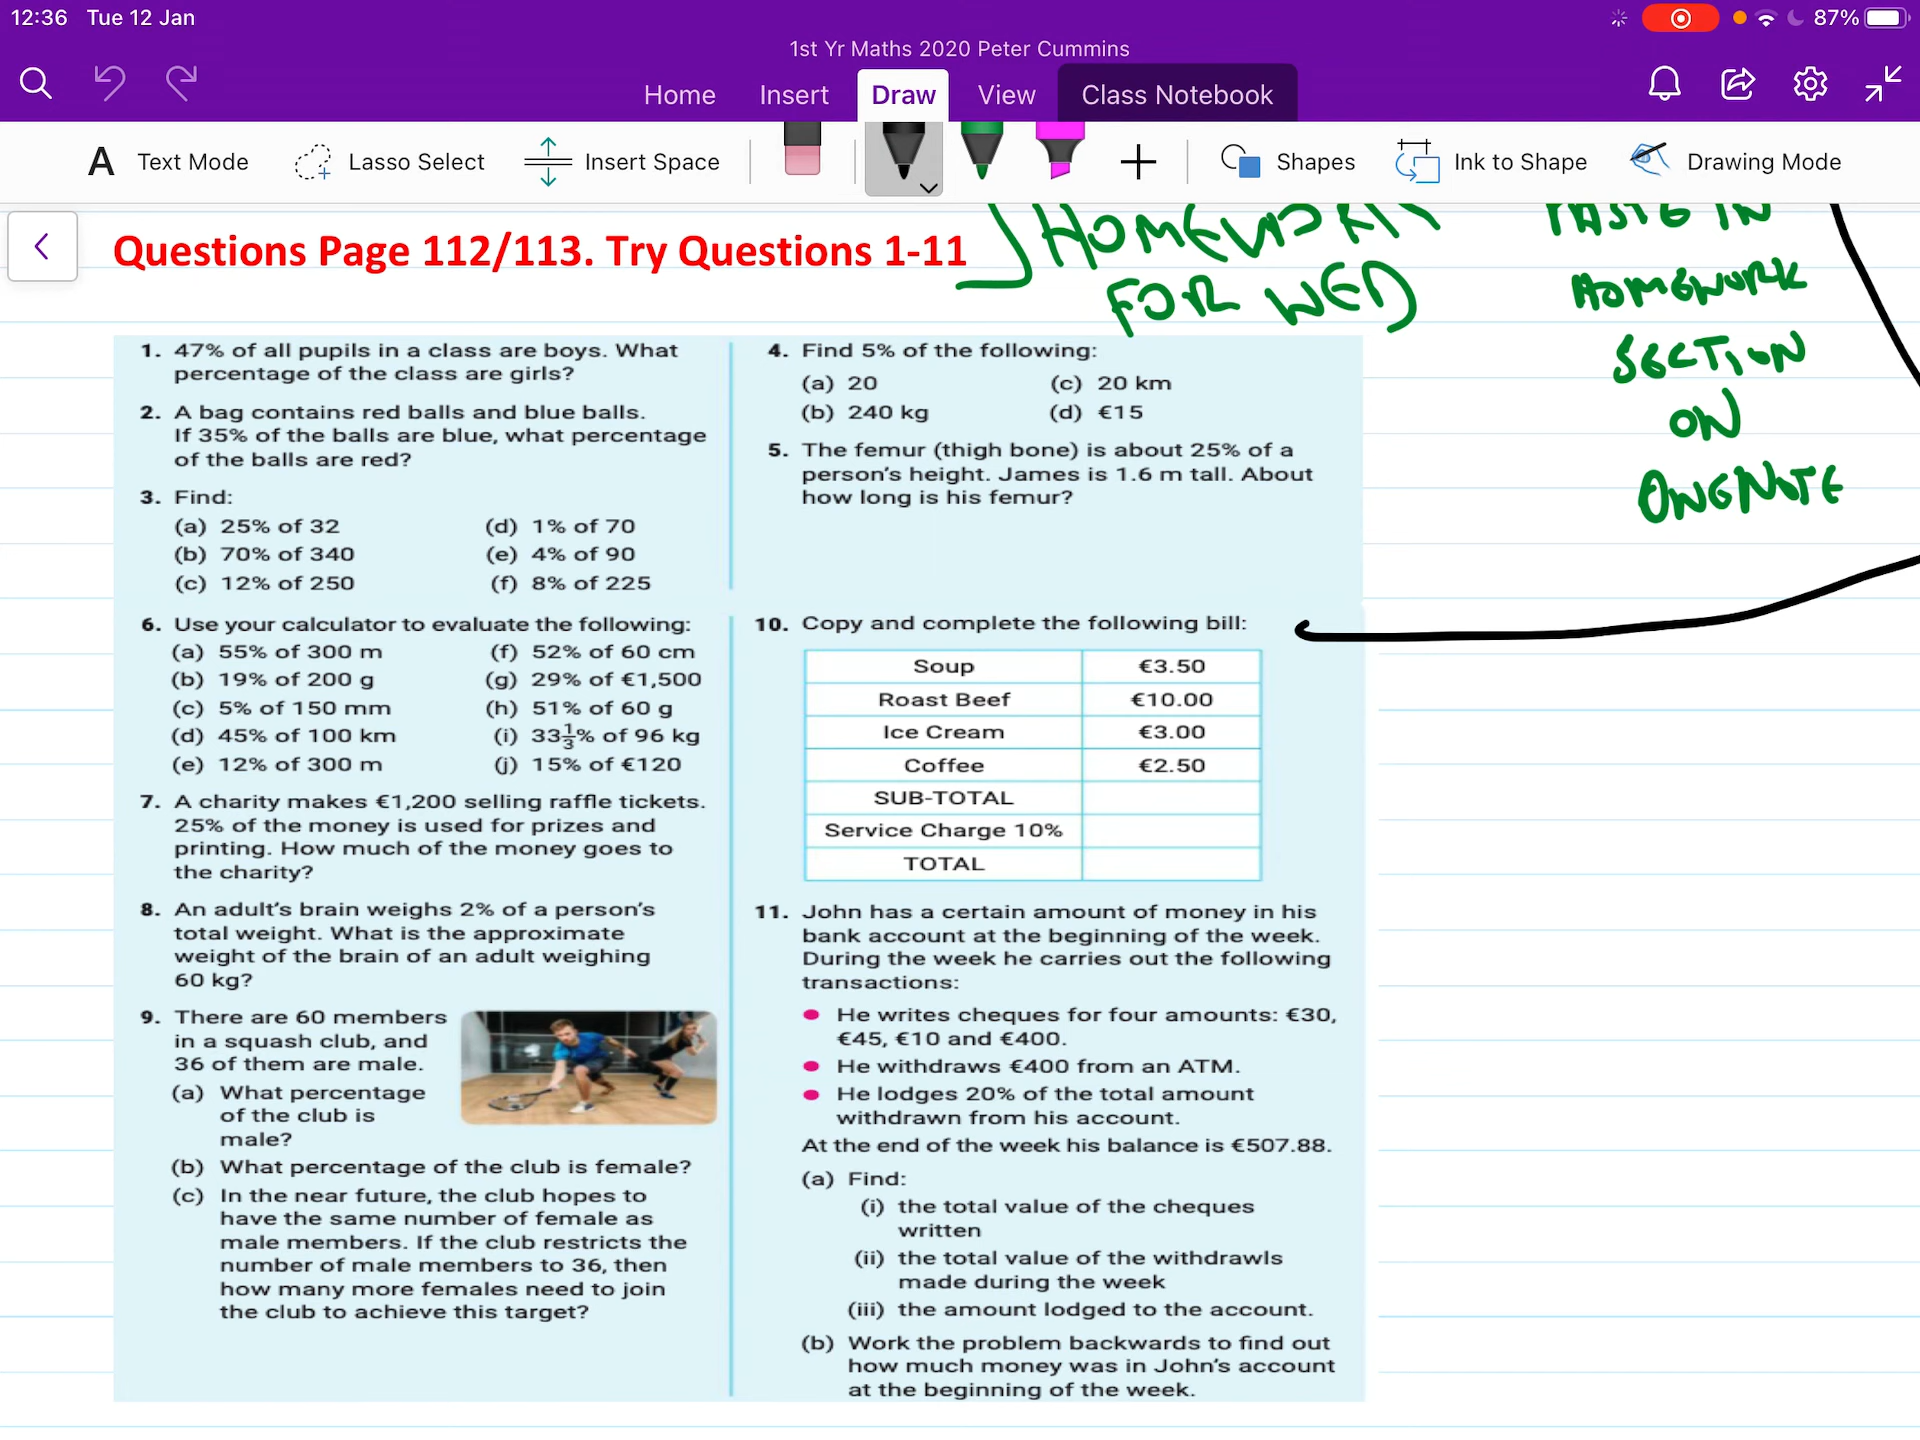 12:36 Tue 12 Jan
87%
1st Yr Maths 2020 Peter Cummins
Home Insert Draw View Class Notebook
A Text Mode Lasso Select Insert Space Shapes Ink to Shape Drawing Mode
Questions Page 112/113. Try Questions 1-11
HOMEWORK
FOR WED
PASTE IN
HOMEWORK
SECTION
ON
ONENOTE
1. 47% of all pupils in a class are boys. What
percentage of the class are girls?
2. A bag contains red balls and blue balls.
If 35% of the balls are blue, what percentage
of the balls are red?
3. Find:
(a) 25% of 32 (d) 1% of 70
(b) 70% of 340 (e) 4% of 90
(c) 12% of 250 (f) 8% of 225
4. Find 5% of the following:
(a) 20 (c) 20 km
(b) 240 kg (d) €15
5. The femur (thigh bone) is about 25% of a
person's height. James is 1.6 m tall. About
how long is his femur?
6. Use your calculator to evaluate the following:
(a) 55% of 300 m (f) 52% of 60 cm
(b) 19% of 200 g (g) 29% of €1,500
(c) 5% of 150 mm (h) 51% of 60 g
(d) 45% of 100 km (i) 33⅓% of 96 kg
(e) 12% of 300 m (j) 15% of €120
7. A charity makes €1,200 selling raffle tickets.
25% of the money is used for prizes and
printing. How much of the money goes to
the charity?
8. An adult's brain weighs 2% of a person's
total weight. What is the approximate
weight of the brain of an adult weighing
60 kg?
9. There are 60 members
in a squash club, and
36 of them are male.
(a) What percentage
of the club is
male?
(b) What percentage of the club is female?
(c) In the near future, the club hopes to
have the same number of female as
male members. If the club restricts the
number of male members to 36, then
how many more females need to join
the club to achieve this target?
10. Copy and complete the following bill:
Soup €3.50
Roast Beef €10.00
Ice Cream €3.00
Coffee €2.50
SUB-TOTAL
Service Charge 10%
TOTAL
11. John has a certain amount of money in his
bank account at the beginning of the week.
During the week he carries out the following
transactions:
• He writes cheques for four amounts: €30,
€45, €10 and €400.
• He withdraws €400 from an ATM.
• He lodges 20% of the total amount
withdrawn from his account.
At the end of the week his balance is €507.88.
(a) Find:
(i) the total value of the cheques
written
(ii) the total value of the withdrawls
made during the week
(iii) the amount lodged to the account.
(b) Work the problem backwards to find out
how much money was in John's account
at the beginning of the week.